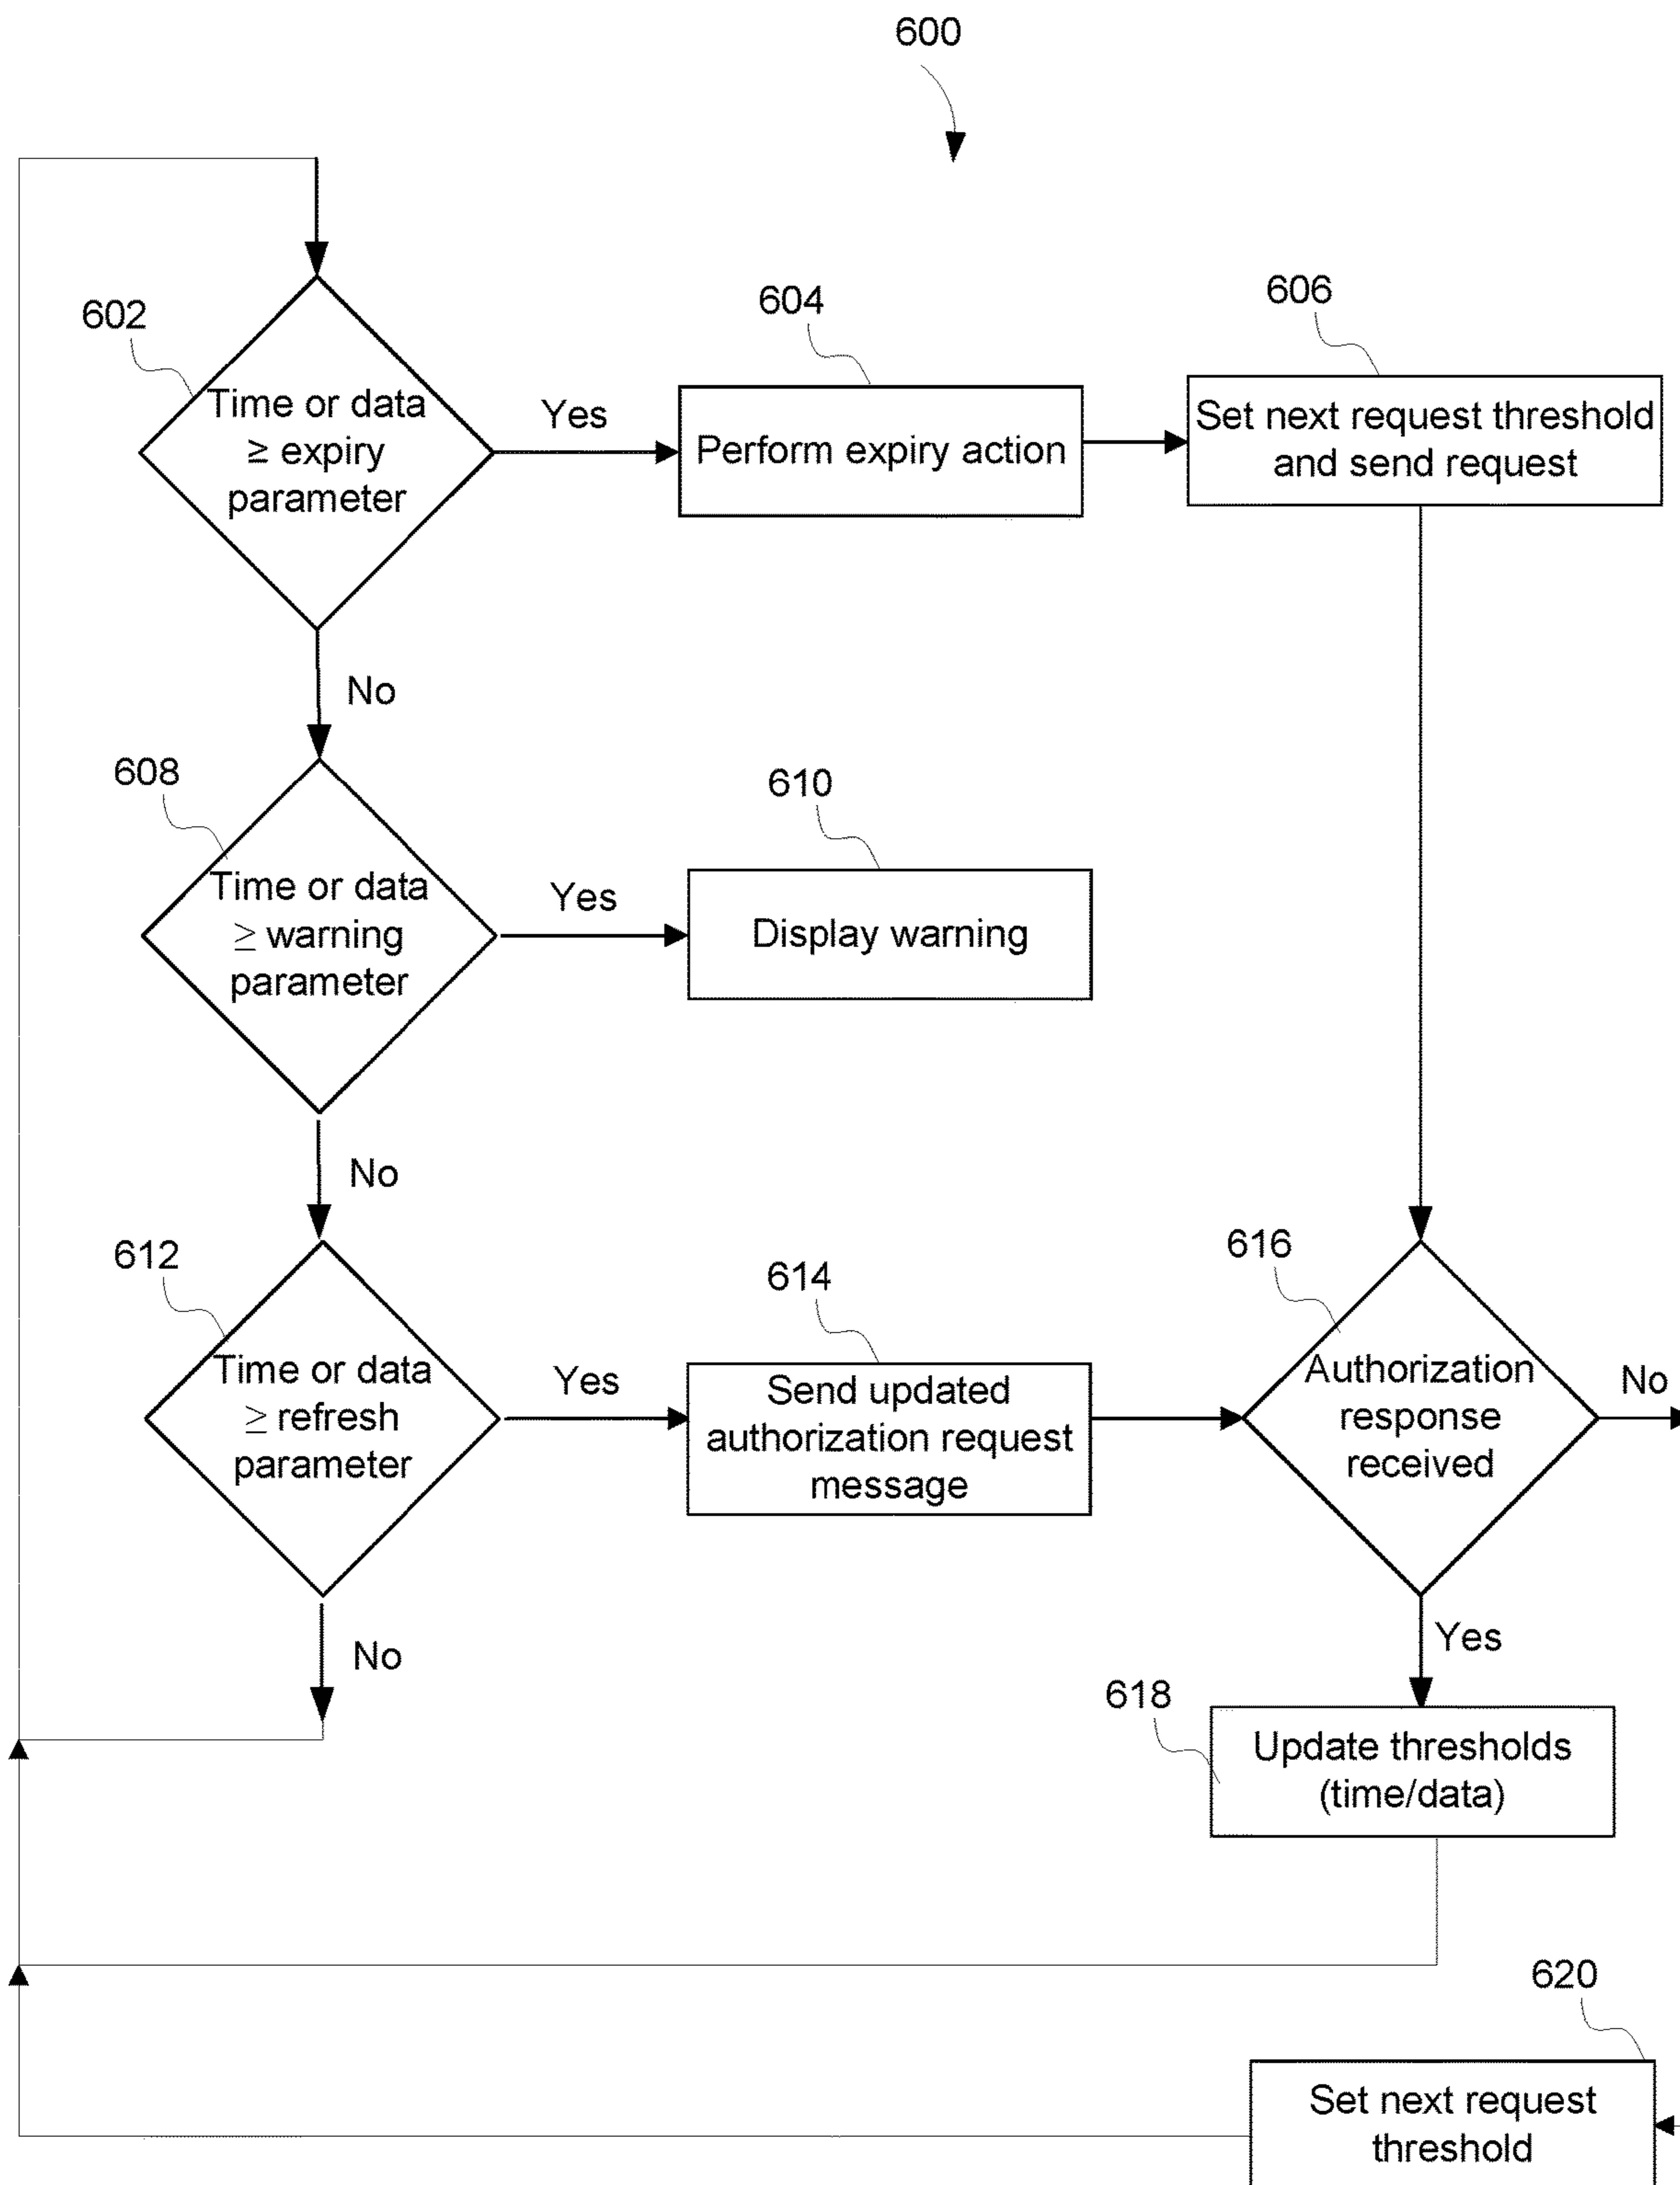 600
602
Time or data
≥ expiry
parameter
Yes
604
Perform expiry action
606
Set next request threshold
and send request
No
608
Time or data
≥ warning
parameter
Yes
610
Display warning
No
612
Time or data
≥ refresh
parameter
Yes
614
Send updated
authorization request
message
616
Authorization
response
received
No
No
Yes
618
Update thresholds
(time/data)
620
Set next request
threshold